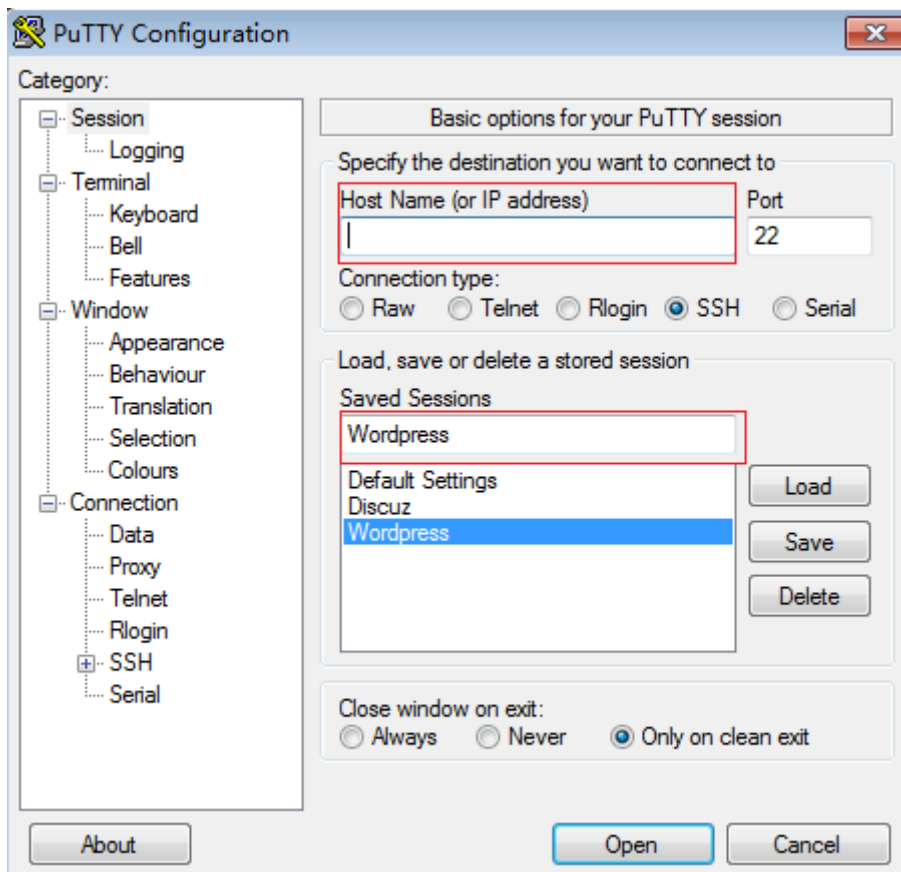 PuTTY Configuration
Category:
Session
Logging
Terminal
Keyboard
Bell
Features
Window
Appearance
Behaviour
Translation
Selection
Colours
Connection
Data
Proxy
Telnet
Rlogin
SSH
Serial
Basic options for your PuTTY session
Specify the destination you want to connect to
Host Name (or IP address) Port
22
Connection type:
Raw Telnet Rlogin SSH Serial
Load, save or delete a stored session
Saved Sessions
Wordpress
Default Settings
Discuz
Wordpress
Load
Save
Delete
Close window on exit:
Always Never Only on clean exit
About Open Cancel